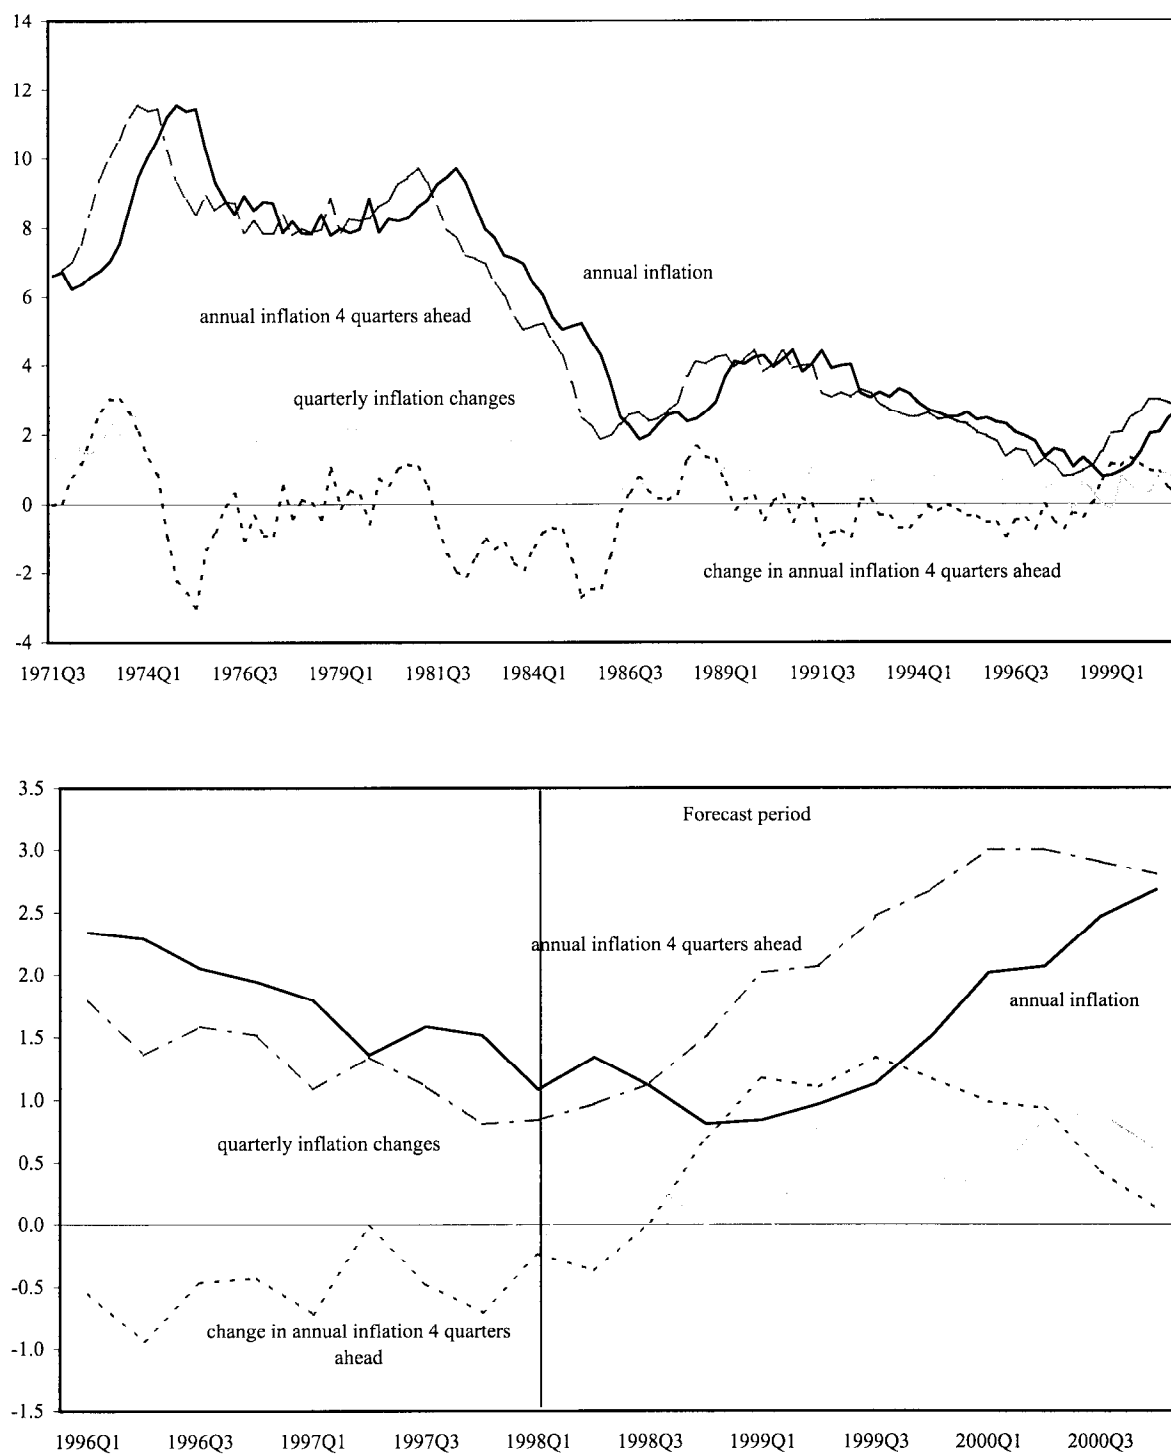 14
12
10
8
6
4
2
0
-2
-4
annual inflation
annual inflation 4 quarters ahead
quarterly inflation changes
change in annual inflation 4 quarters ahead
1971Q3 1974Q1 1976Q3 1979Q1 1981Q3 1984Q1 1986Q3 1989Q1 1991Q3 1994Q1 1996Q3 1999Q1
3.5
3.0
2.5
2.0
1.5
1.0
0.5
0.0
-0.5
-1.0
-1.5
Forecast period
annual inflation 4 quarters ahead
annual inflation
quarterly inflation changes
change in annual inflation 4 quarters
ahead
1996Q1 1996Q3 1997Q1 1997Q3 1998Q1 1998Q3 1999Q1 1999Q3 2000Q1 2000Q3